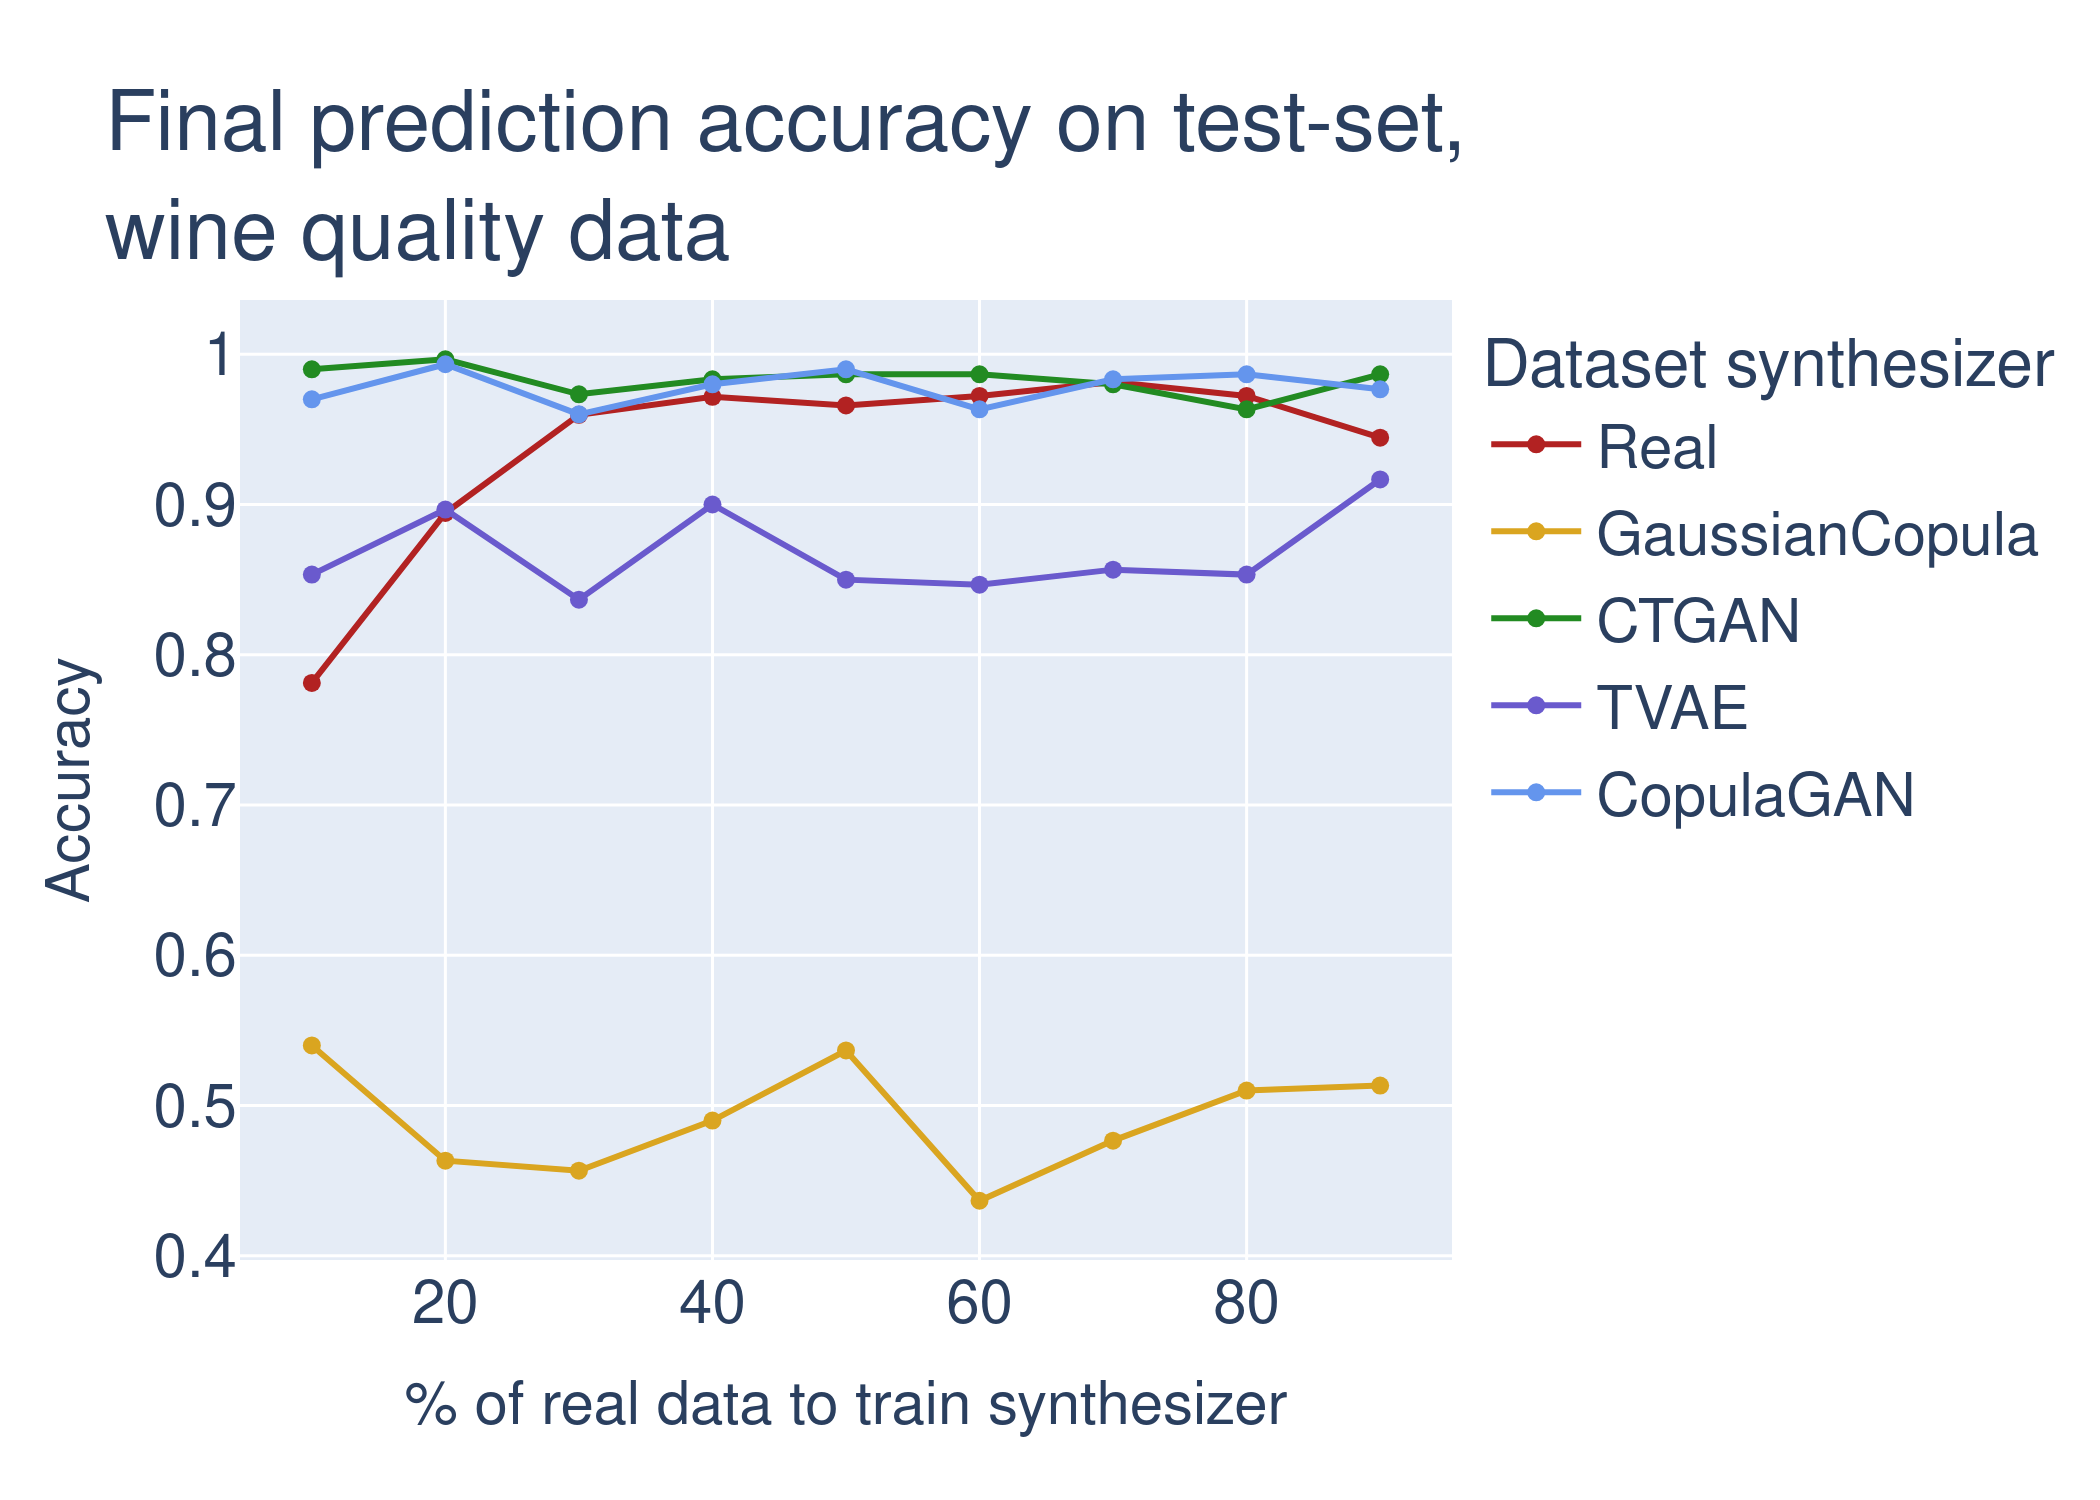 Final prediction accuracy on test-set,
wine quality data
Accuracy
1
0.9
0.8
0.7
0.6
0.5
0.4
20
40
60
80
% of real data to train synthesizer
Dataset synthesizer
Real
GaussianCopula
CTGAN
TVAE
CopulaGAN